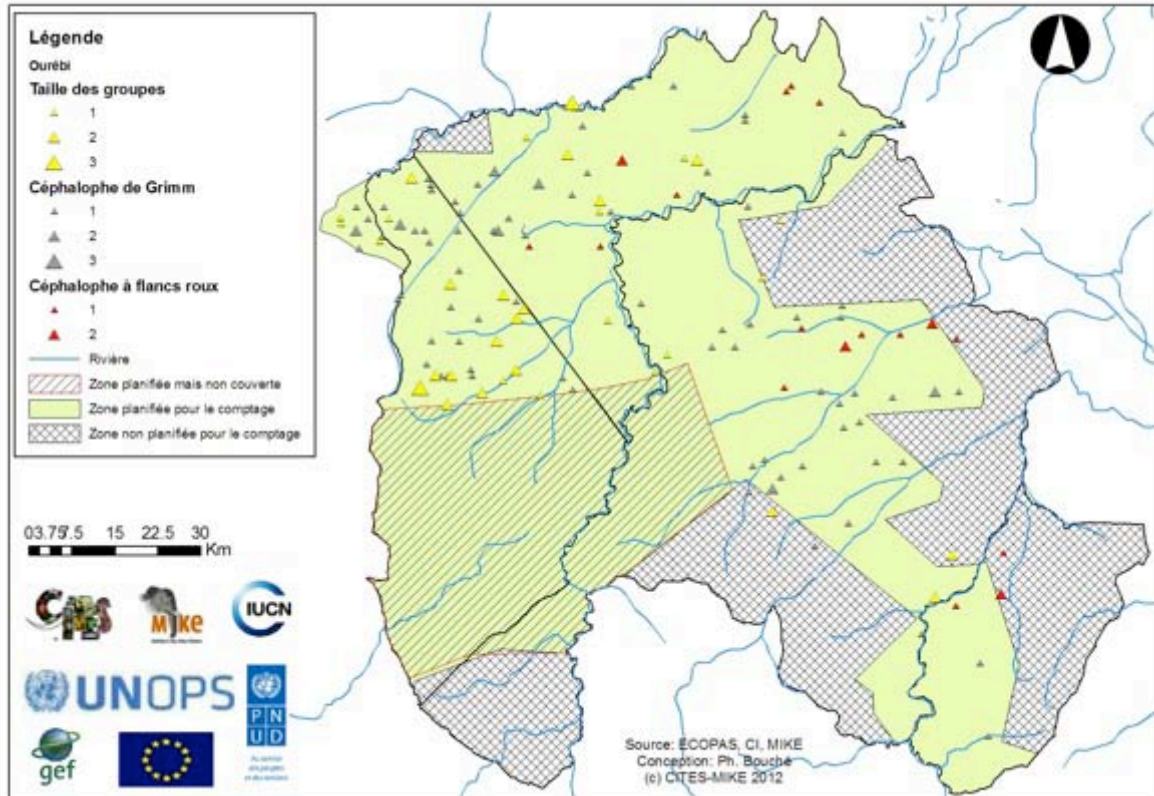 Légende
Ourébi
Taille des groupes
1
2
3
Céphalophe de Grimm
1
2
3
Céphalophe à flancs roux
1
2
Rivière
Zone planifiée mais non couverte
Zone planifiée pour le comptage
Zone non planifiée pour le comptage
03.757.5 15 22.5 30
Km
MIKE
IUCN
UNOPS
P N
U D
gef
Source: ECOPAS, CI, MIKE
Conception: Ph. Bouché
(c) CITES-MIKE 2012